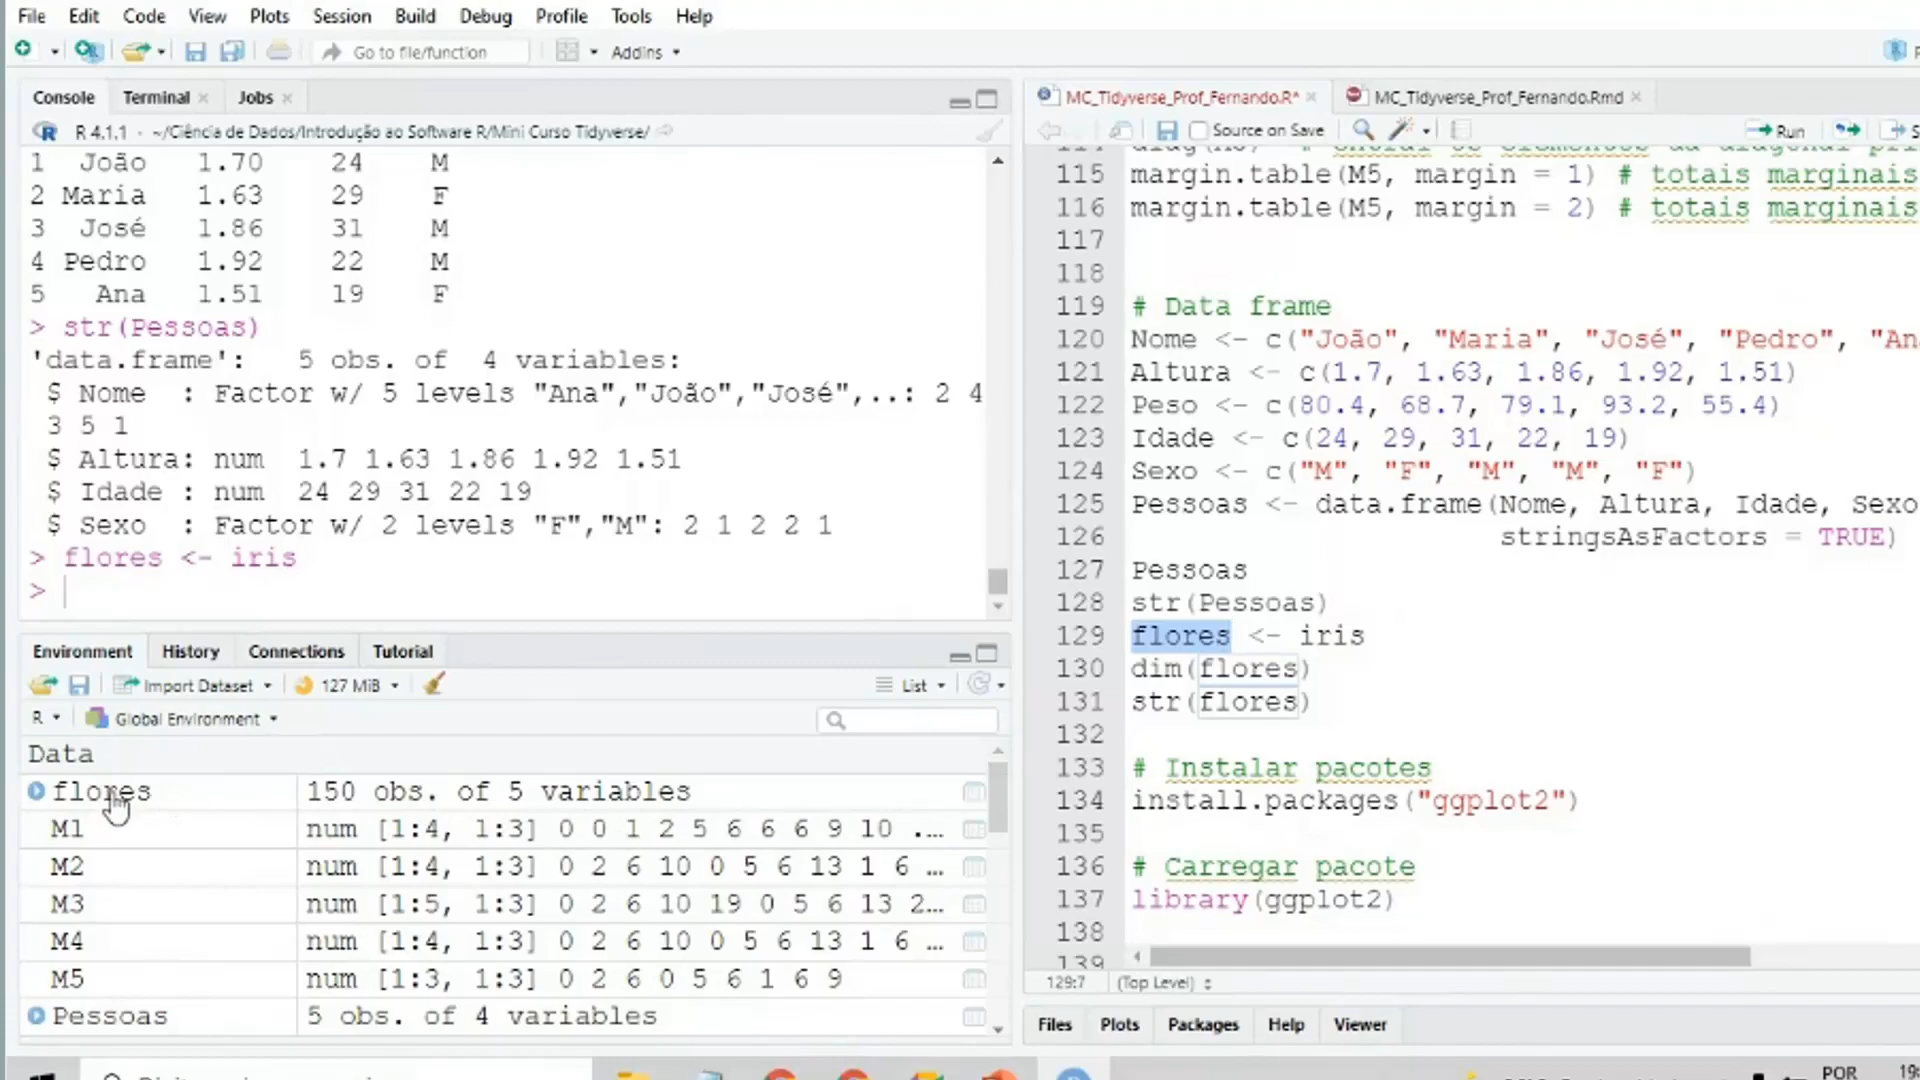 File Edit Code View Plots Session Build Debug Profile Tools Help
Go to file/function Addins
Console Terminal Jobs
R 4.1.1 · ~/Ciência de Dados/Introdução ao Software R/Mini Curso Tidyverse/
1 João 1.70 24 M
2 Maria 1.63 29 F
3 José 1.86 31 M
4 Pedro 1.92 22 M
5 Ana 1.51 19 F
> str(Pessoas)
'data.frame': 5 obs. of 4 variables:
$ Nome : Factor w/ 5 levels "Ana","João","José",..: 2 4
3 5 1
$ Altura: num 1.7 1.63 1.86 1.92 1.51
$ Idade : num 24 29 31 22 19
$ Sexo : Factor w/ 2 levels "F","M": 2 1 2 2 1
> flores <- iris
>
Environment History Connections Tutorial
Import Dataset 127 MiB List
R Global Environment
Data
flores 150 obs. of 5 variables
M1 num [1:4, 1:3] 0 0 1 2 5 6 6 6 9 10 ...
M2 num [1:4, 1:3] 0 2 6 10 0 5 6 13 1 6 ...
M3 num [1:5, 1:3] 0 2 6 10 19 0 5 6 13 2...
M4 num [1:4, 1:3] 0 2 6 10 0 5 6 13 1 6 ...
M5 num [1:3, 1:3] 0 2 6 0 5 6 1 6 9
Pessoas 5 obs. of 4 variables
MC_Tidyverse_Prof_Fernando.R* MC_Tidyverse_Prof_Fernando.Rmd
Source on Save Run
115 margin.table(M5, margin = 1) # totais marginais
116 margin.table(M5, margin = 2) # totais marginais
117
118
119 # Data frame
120 Nome <- c("João", "Maria", "José", "Pedro", "An
121 Altura <- c(1.7, 1.63, 1.86, 1.92, 1.51)
122 Peso <- c(80.4, 68.7, 79.1, 93.2, 55.4)
123 Idade <- c(24, 29, 31, 22, 19)
124 Sexo <- c("M", "F", "M", "M", "F")
125 Pessoas <- data.frame(Nome, Altura, Idade, Sexo
126 stringsAsFactors = TRUE)
127 Pessoas
128 str(Pessoas)
129 flores <- iris
130 dim(flores)
131 str(flores)
132
133 # Instalar pacotes
134 install.packages("ggplot2")
135
136 # Carregar pacote
137 library(ggplot2)
138
139
129:7 (Top Level)
Files Plots Packages Help Viewer
POR